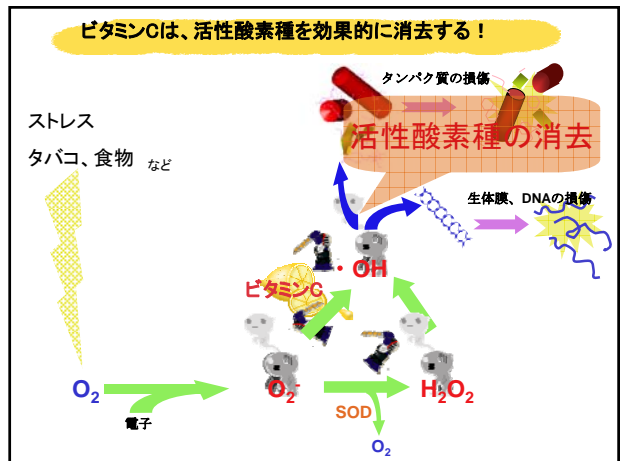 ビタミンCは、活性酸素種を効果的に消去する！
タンパク質の損傷
活性酸素種の消去
ストレス
タバコ、食物 など
生体膜、DNAの損傷
・OH
ビタミンC
O₂
電子
O₂⁻
SOD
O₂
H₂O₂